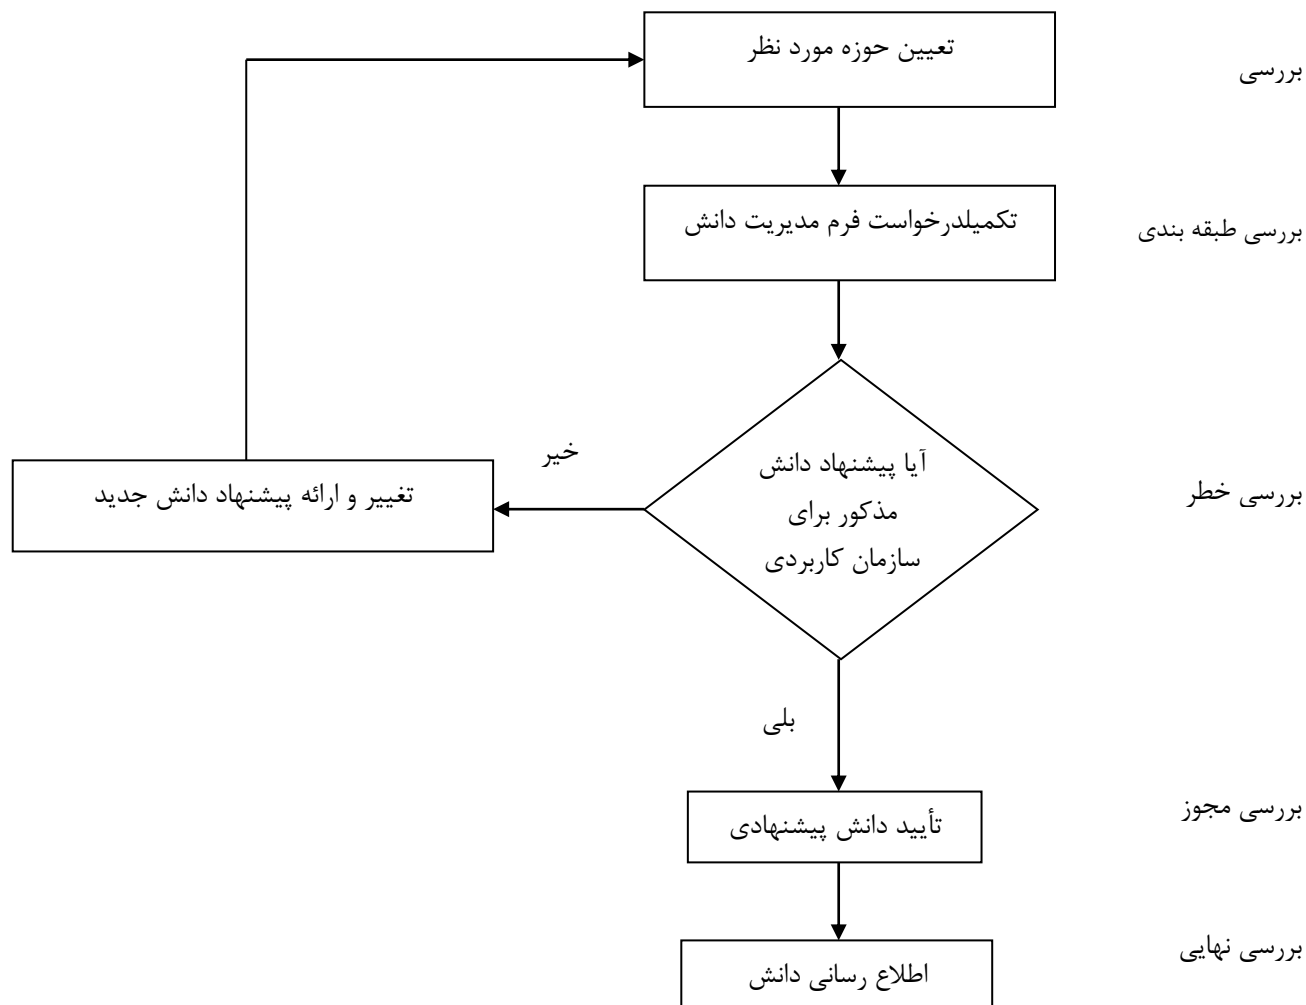 تعیین حوزه مورد نظر
بررسی
تکمیلدرخواست فرم مدیریت دانش
بررسی طبقه بندی
آیا پیشنهاد دانش
مذکور برای
سازمان کاربردی
خیر
تغییر و ارائه پیشنهاد دانش جدید
بررسی خطر
بلی
تأیید دانش پیشنهادی
بررسی مجوز
اطلاع رسانی دانش
بررسی نهایی